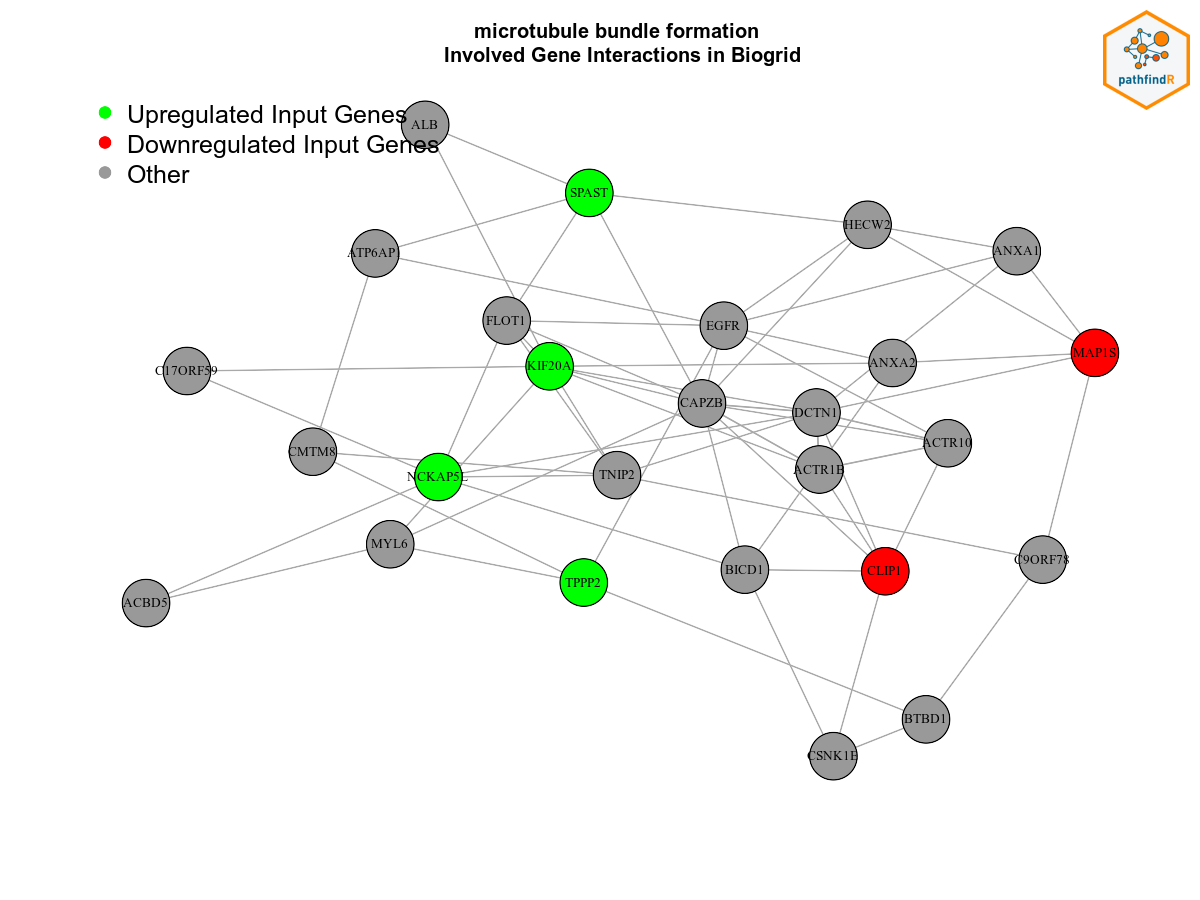 microtubule bundle formation
Involved Gene Interactions in Biogrid
pathfindR
Upregulated Input Genes
Downregulated Input Genes
Other
ALB
SPAST
HECW2
ATP6AP
ANXA1
FLOT1
EGFR
MAP1S
KIF20A
ANXA2
C17ORF59
CAPZB
DCTN1
ACTR10
CMTM8
ACTR1B
NCKAP5L
TNIP2
MYL6
C9ORF78
BICD1
CLIP1
TPPP2
ACBD5
BTBD1
CSNK1E